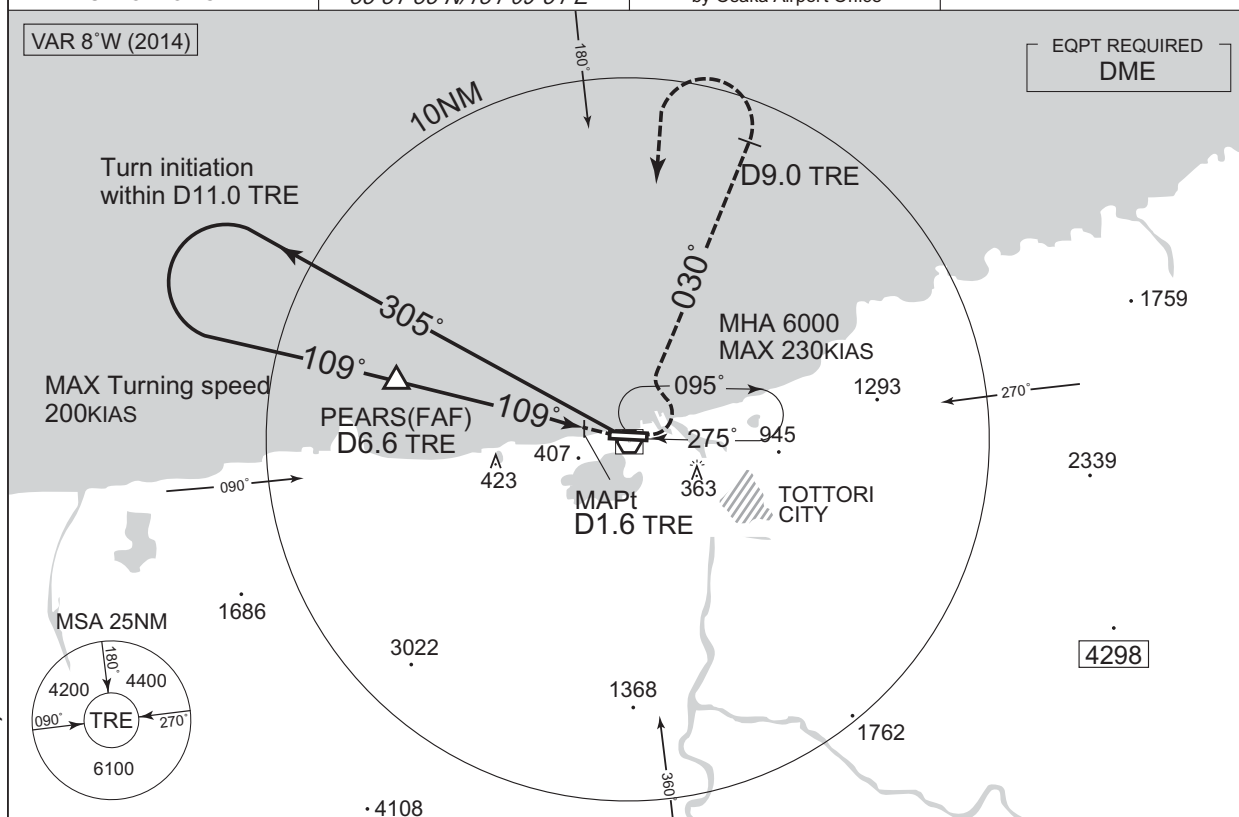 by Osaka Airport Office
VAR 8°W (2014)
180°
EQPT REQUIRED
DME
10NM
Turn initiation
within D11.0 TRE
D9.0 TRE
305°
030°
1759
MHA 6000
MAX 230KIAS
MAX Turning speed
200KIAS
109°
109°
095°
1293
270°
PEARS(FAF)
D6.6 TRE
275°
945
407
423
363
2339
090°
MAPt
D1.6 TRE
TOTTORI
CITY
1686
MSA 25NM
180°
4200
4400
090°
TRE
270°
6100
3022
4298
1368
1762
360°
4108